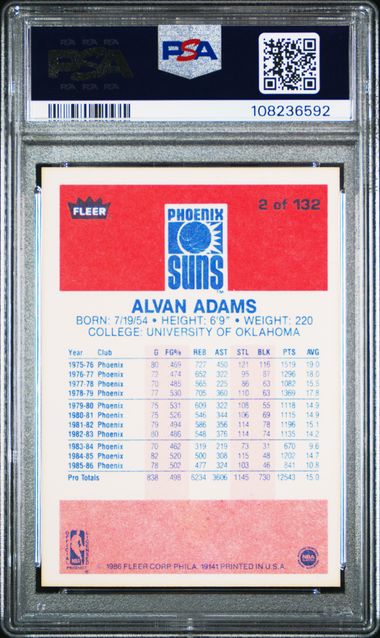 PSA
PSA
108236592
FLEER
PHOENIX
SUNS
TM
2 of 132
ALVAN ADAMS
BORN: 7/19/54 • HEIGHT: 6'9" • WEIGHT: 220
COLLEGE: UNIVERSITY OF OKLAHOMA
Year Club G FG% REB AST STL BLK PTS AVG
1975-76 Phoenix 80 469 727 450 121 116 1519 19.0
1976-77 Phoenix 72 474 652 322 95 87 1296 18.0
1977-78 Phoenix 70 485 565 225 86 63 1082 15.5
1978-79 Phoenix 77 530 705 360 110 63 1369 17.8
1979-80 Phoenix 75 531 609 322 108 55 1118 14.9
1980-81 Phoenix 75 526 546 344 106 69 1115 14.9
1981-82 Phoenix 79 494 586 356 114 78 1196 15.1
1982-83 Phoenix 80 486 548 376 114 74 1135 14.2
1983-84 Phoenix 70 462 319 219 73 31 670 9.6
1984-85 Phoenix 82 520 500 308 115 48 1202 14.7
1985-86 Phoenix 78 502 477 324 103 46 841 10.8
Pro Totals 838 498 6234 3606 1145 730 12543 15.0
NBA
© 1986 FLEER CORP. PHILA. 19141 PRINTED IN U.S.A.
NBA